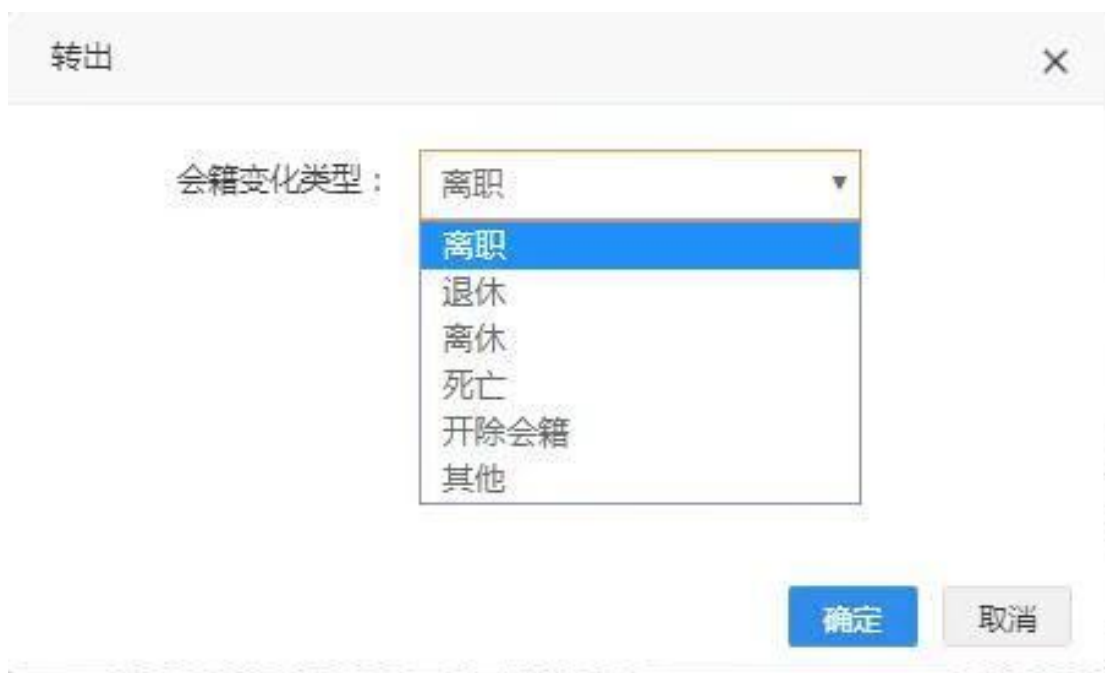 转出
会籍变化类型： 离职
离职
退休
离休
死亡
开除会籍
其他
确定 取消